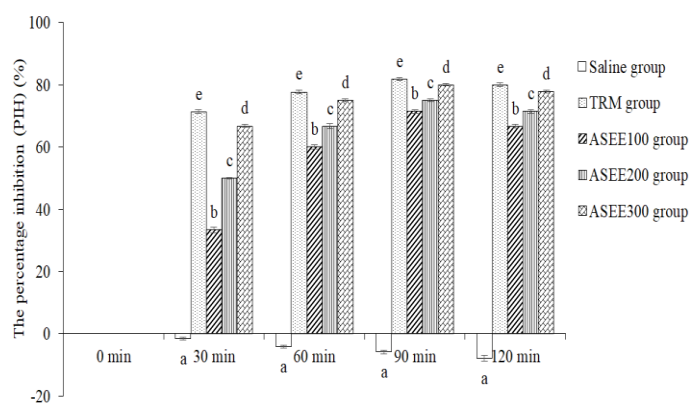 The percentage inhibition (PIH) (%)
100
80
60
40
20
0
-20
e
d
c
b
a
e
d
c
b
a
e
d
c
b
a
e
d
c
b
a
0 min
30 min
60 min
90 min
120 min
Saline group
TRM group
ASEE100 group
ASEE200 group
ASEE300 group